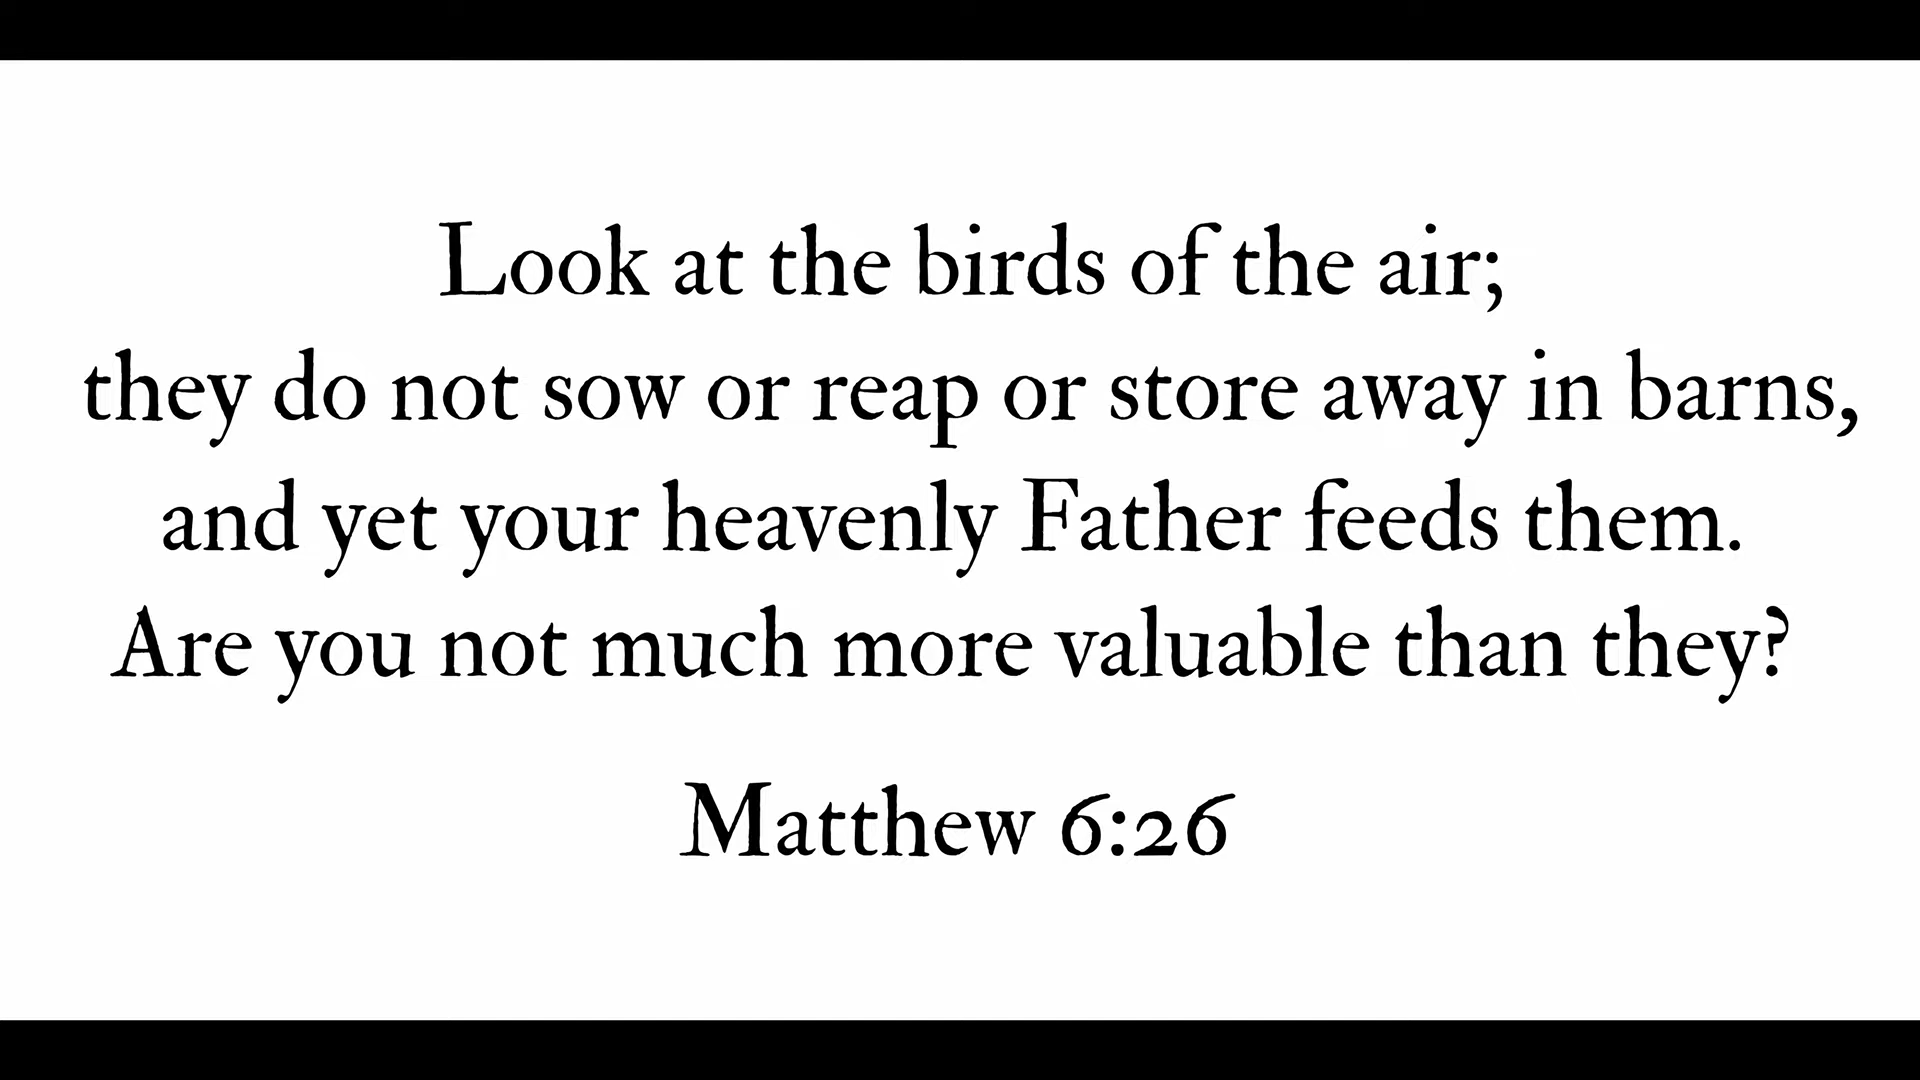 Look at the birds of the air;
they do not sow or reap or store away in barns,
and yet your heavenly Father feeds them.
Are you not much more valuable than they?
Matthew 6:26